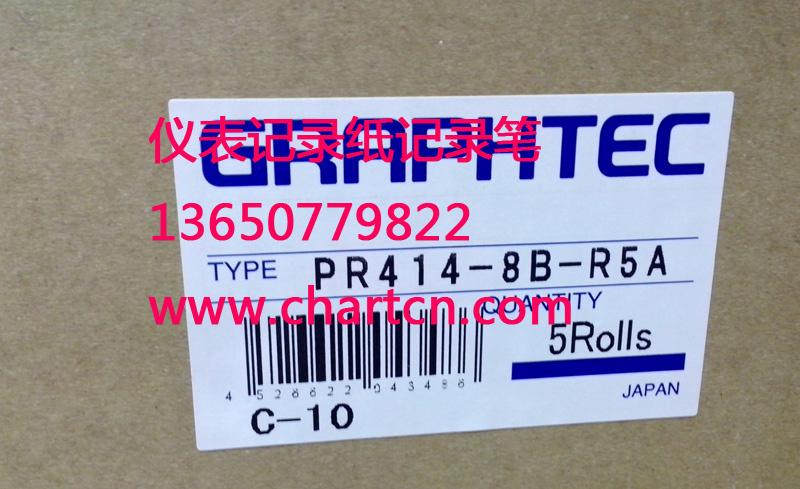 GRAPHTEC
仪表记录纸记录笔
13650779822
TYPE PR414-8B-R5A
www.chartcn.com
QUANTITY
5Rolls
4 528622 043486
JAPAN
C-10